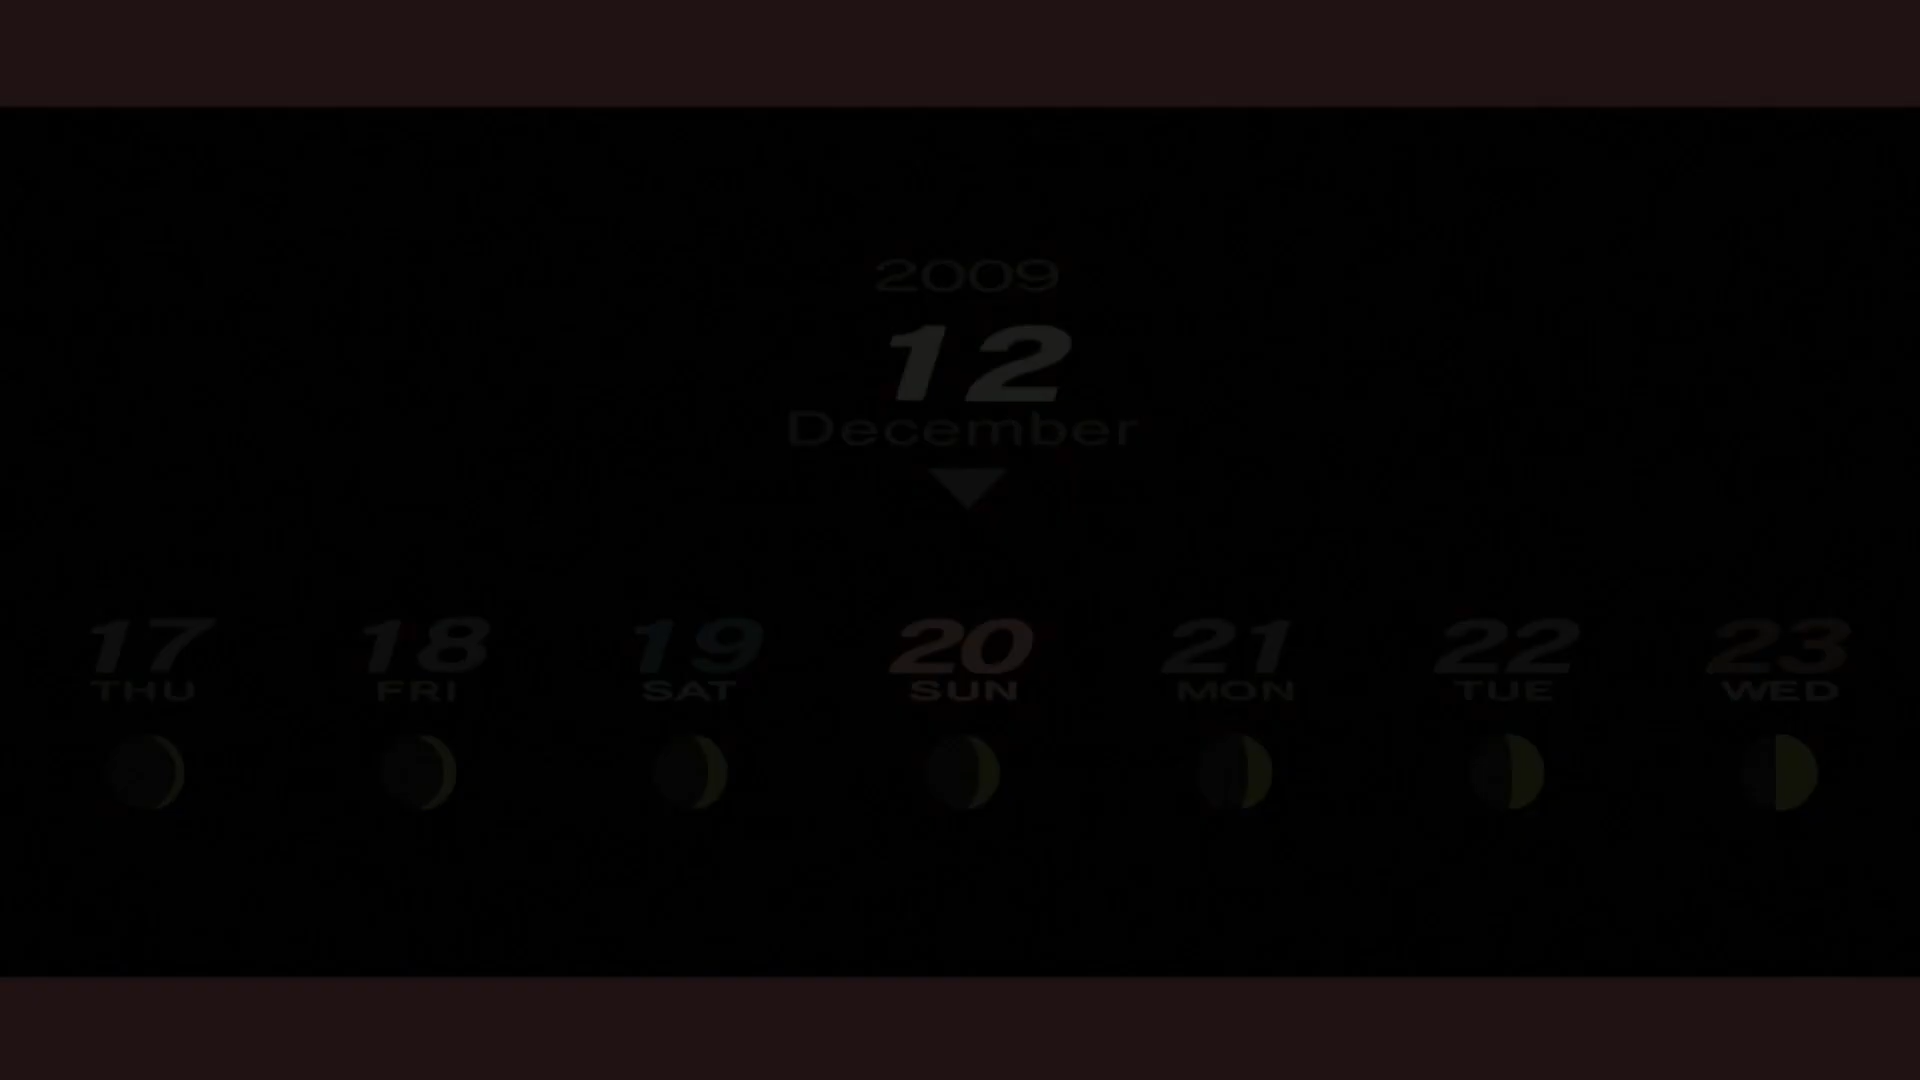 2009
12
December
17 18 19 20 21 22 23
THU FRI SAT SUN MON TUE WED